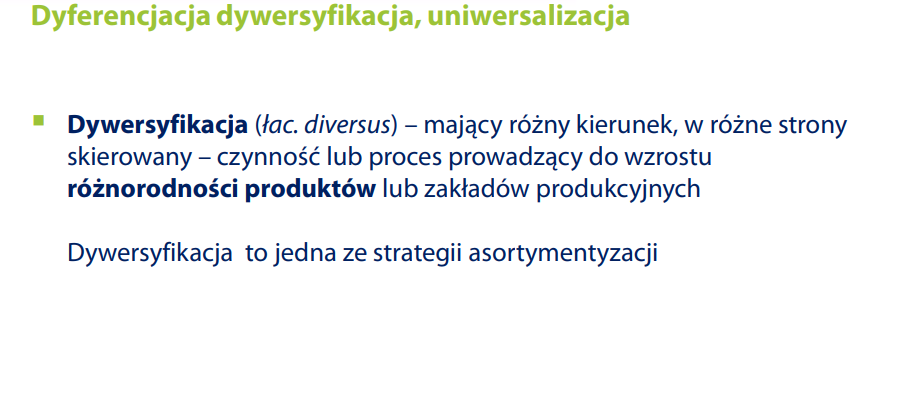 Dyferencjacja dywersyfikacja, uniwersalizacja
Dywersyfikacja (łac. diversus) – mający różny kierunek, w różne strony
skierowany – czynność lub proces prowadzący do wzrostu
różnorodności produktów lub zakładów produkcyjnych
Dywersyfikacja to jedna ze strategii asortymentyzacji